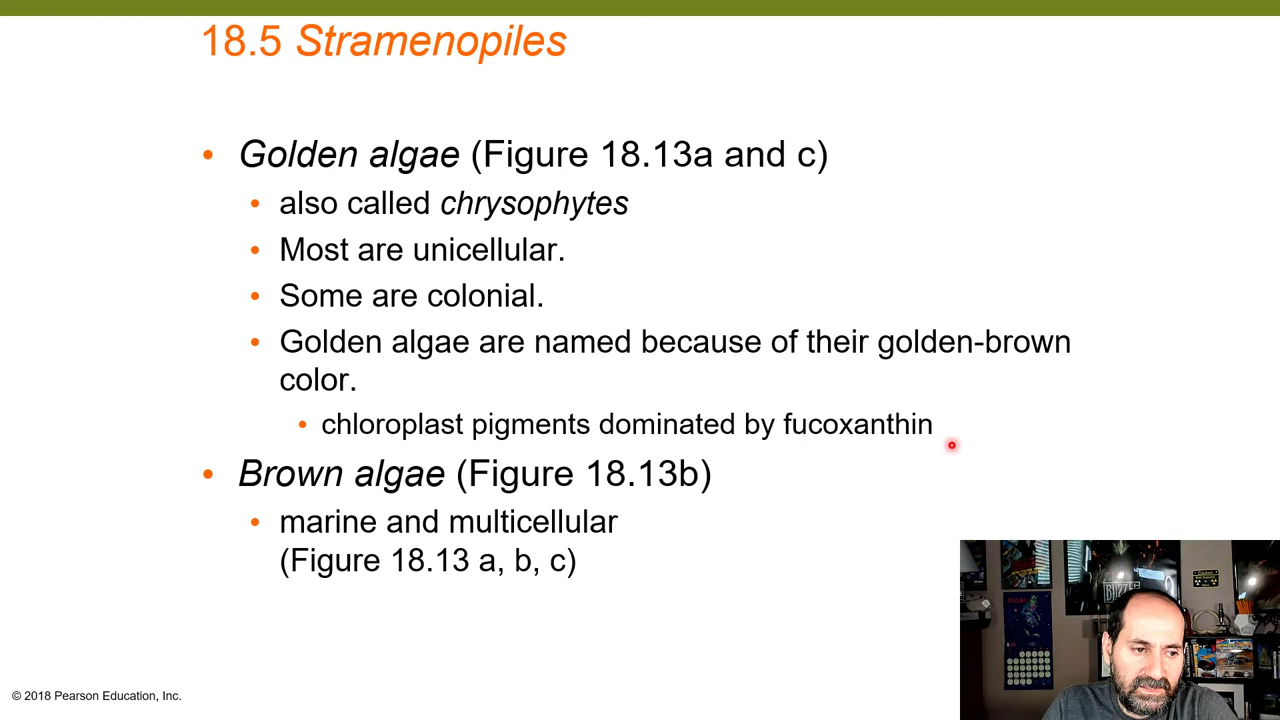 18.5 Stramenopiles
• Golden algae (Figure 18.13a and c)
• also called chrysophytes
• Most are unicellular.
• Some are colonial.
• Golden algae are named because of their golden-brown
color.
• chloroplast pigments dominated by fucoxanthin
• Brown algae (Figure 18.13b)
• marine and multicellular
(Figure 18.13 a, b, c)
© 2018 Pearson Education, Inc.